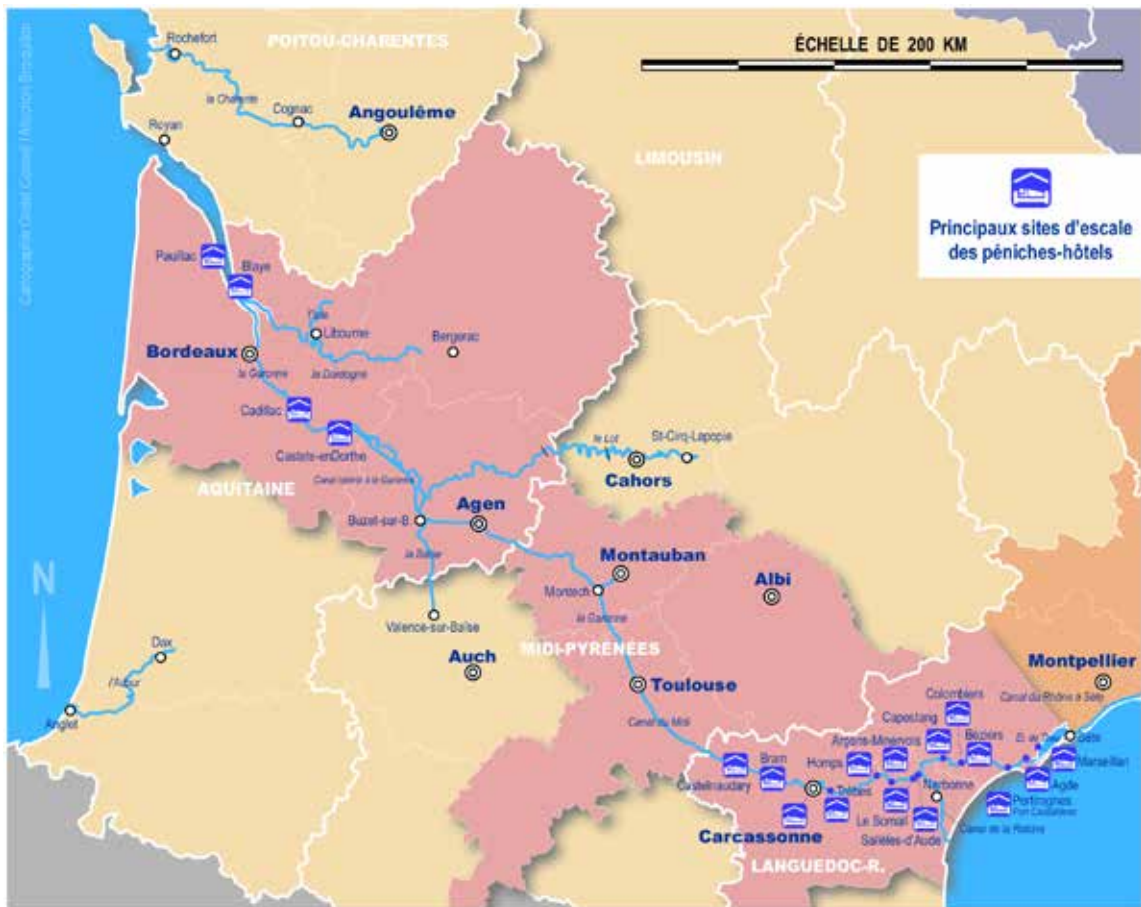 Rochefort
POITOU-CHARENTES
ÉCHELLE DE 200 KM
la Charente
Cognac
Angoulême
Royan
LIMOUSIN
Principaux sites d'escale
des péniches-hôtels
Pauillac
Blaye
l'Isle
Libourne
Bergerac
Bordeaux
la Garonne
la Dordogne
Cadillac
Castets-en-Dorthe
le Lot
St-Cirq-Lapopie
Cahors
Canal latéral à la Garonne
AQUITAINE
Agen
Buzet-sur-B.
la Baïse
Montauban
Montech
Albi
la Garonne
N
Valence-sur-Baïse
MIDI-PYRÉNÉES
Auch
Dax
l'Adour
Anglet
Toulouse
Montpellier
Canal du Rhône à Sète
Colombiers
Canal du Midi
Capestang
Argens-Minervois
Béziers
Sète
Bram
Homps
Marseillan
Castelnaudary
Trèbes
Narbonne
Agde
Portiragnes
Le Somail
Carcassonne
Canal de la Robine
Sallèles-d'Aude
LANGUEDOC-R.